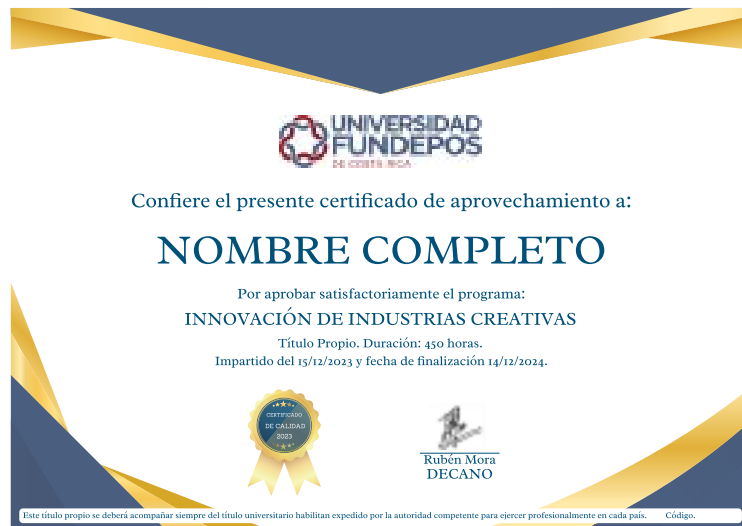 UNIVERSIDAD
FUNDEPOS
DE COSTA RICA
Confiere el presente certificado de aprovechamiento a:
NOMBRE COMPLETO
Por aprobar satisfactoriamente el programa:
INNOVACIÓN DE INDUSTRIAS CREATIVAS
Título Propio. Duración: 450 horas.
Impartido del 15/12/2023 y fecha de finalización 14/12/2024.
CERTIFICADO
DE CALIDAD
2023
Rubén Mora
DECANO
Este título propio se deberá acompañar siempre del título universitario habilitan expedido por la autoridad competente para ejercer profesionalmente en cada país. Código.